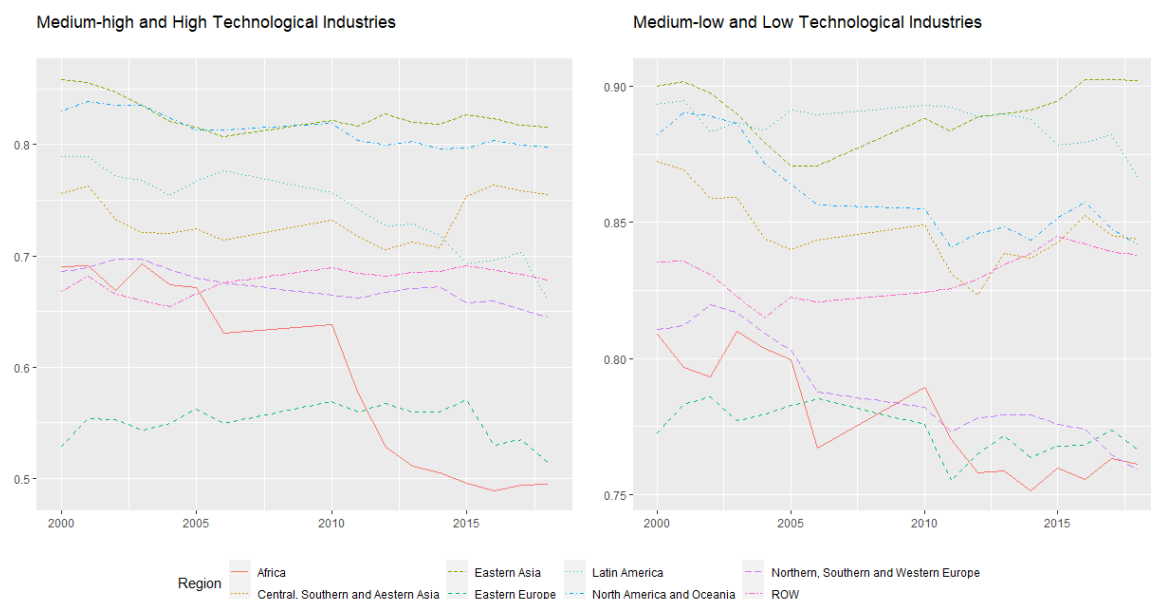 Medium-high and High Technological Industries
Medium-low and Low Technological Industries
0.8
0.7
0.6
0.5
2000
2005
2010
2015
0.90
0.85
0.80
0.75
2000
2005
2010
2015
Region
Africa
Eastern Asia
Latin America
Northern, Southern and Western Europe
Central, Southern and Aestern Asia
Eastern Europe
North America and Oceania
ROW